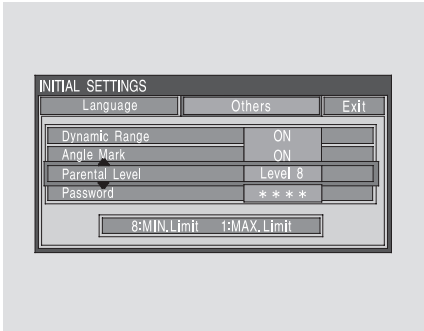 INITIAL SETTINGS
Language Others Exit
Dynamic Range ON
Angle Mark ON
Parental Level Level 8
Password ****
8:MIN.Limit 1:MAX.Limit